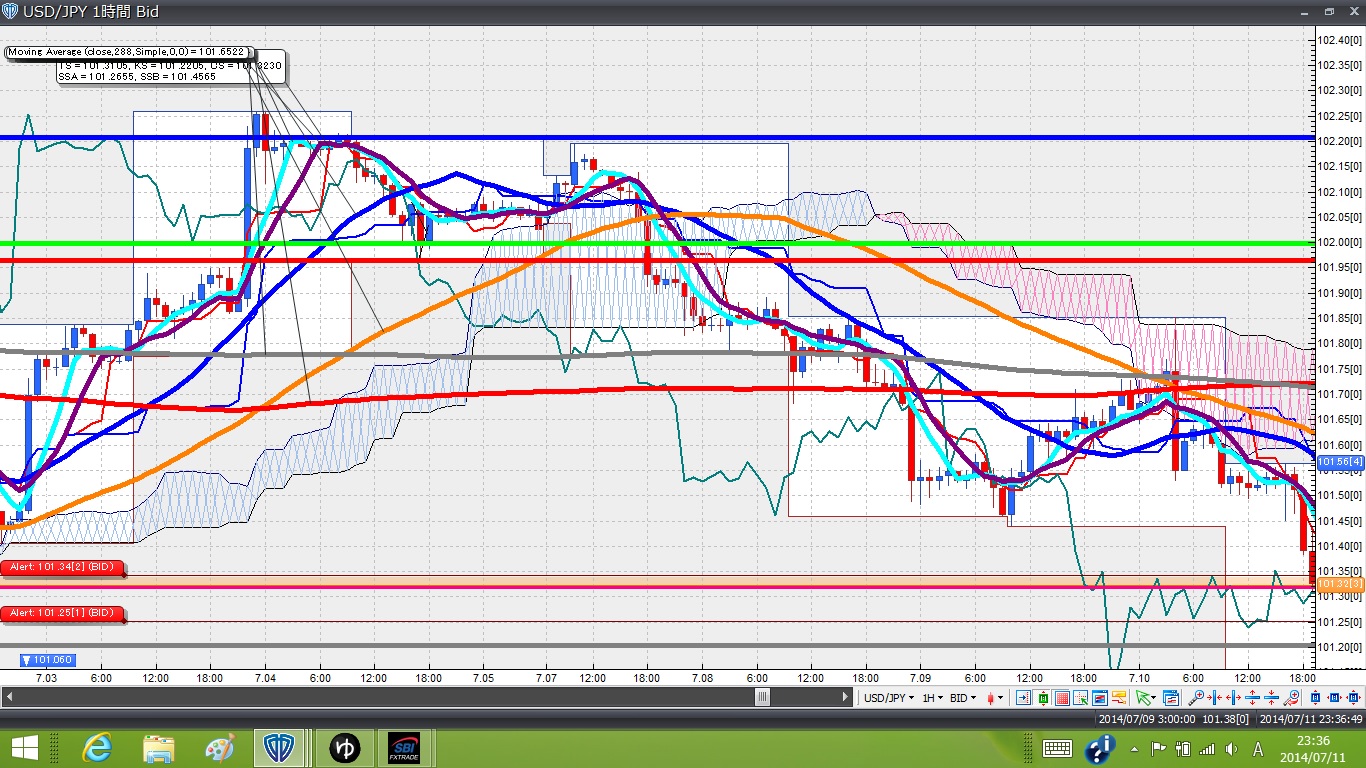 USD/JPY 1時間 Bid
Moving Average (close,288,Simple,0,0) = 101.6522
TS = 101.3105, KS = 101.2205, CS = 101.3230
SSA = 101.2655, SSB = 101.4565
102.40[0]
102.35[0]
102.30[0]
102.25[0]
102.20[0]
102.15[0]
102.10[0]
102.05[0]
102.00[0]
101.95[0]
101.90[0]
101.85[0]
101.80[0]
101.75[0]
101.70[0]
101.65[0]
101.60[0]
101.56[4]
101.50[0]
101.45[0]
101.40[0]
101.35[0]
101.32[3]
101.30[0]
101.25[0]
101.20[0]
Alert: 101.34[2] (BID)
Alert: 101.25[1] (BID)
▼ 101.060
7.03 6:00 12:00 18:00 7.04 6:00 12:00 18:00 7.05 7.07 12:00 18:00 7.08 6:00 12:00 18:00 7.09 6:00 12:00 18:00 7.10 6:00 12:00 18:00
USD/JPY 1H BID
2014/07/09 3:00:00 101.38[0] 2014/07/11 23:36:49
ゆ
SBI
FXTRADE
A
23:36
2014/07/11